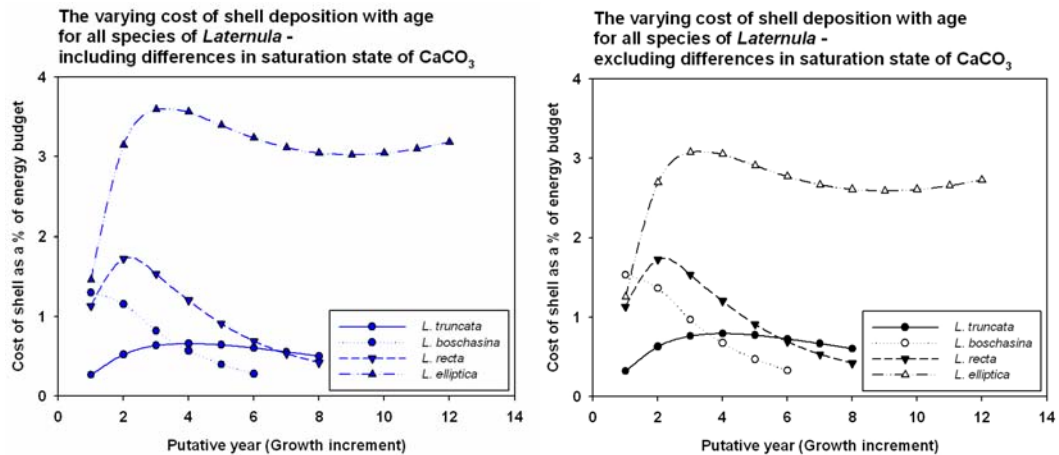 The varying cost of shell deposition with age
for all species of Laternula -
including differences in saturation state of CaCO₃
Cost of shell as a % of energy budget
4
3
2
1
0
0 2 4 6 8 10 12 14
Putative year (Growth increment)
L. truncata
L. boschasina
L. recta
L. elliptica
The varying cost of shell deposition with age
for all species of Laternula -
excluding differences in saturation state of CaCO₃
Cost of shell as a % of energy budget
4
3
2
1
0
0 2 4 6 8 10 12 14
Putative year (Growth increment)
L. truncata
L. boschasina
L. recta
L. elliptica